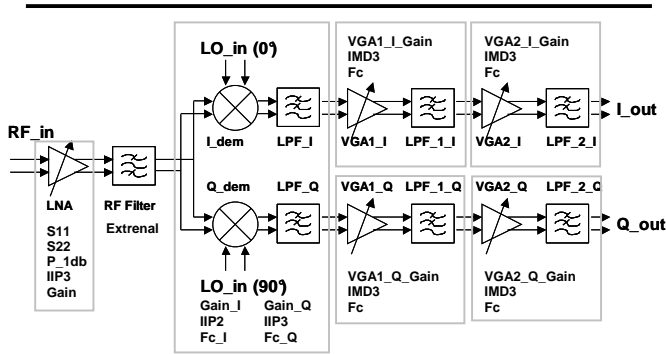 LO_in (0°)
I_dem
LPF_I
VGA1_I_Gain
IMD3
Fc
VGA1_I
LPF_1_I
VGA2_I_Gain
IMD3
Fc
VGA2_I
LPF_2_I
I_out
RF_in
LNA
S11
S22
P_1db
IIP3
Gain
RF Filter
Extrenal
Q_dem
LPF_Q
LO_in (90°)
Gain_I
IIP2
Fc_I
Gain_Q
IIP3
Fc_Q
VGA1_Q
LPF_1_Q
VGA1_Q_Gain
IMD3
Fc
VGA2_Q
LPF_2_Q
VGA2_Q_Gain
IMD3
Fc
Q_out